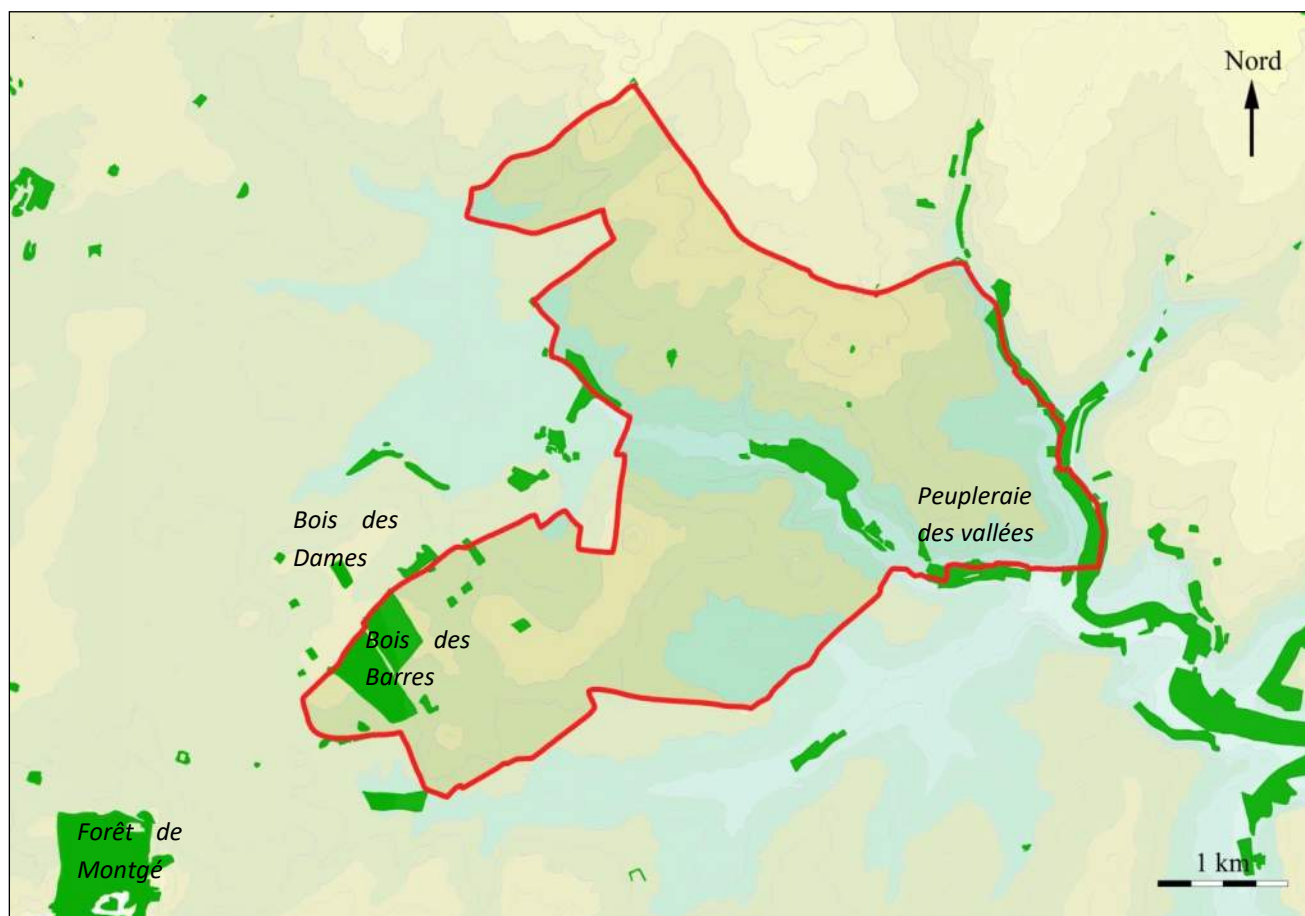 Nord
Peupleraie
des vallées
Bois des
Dames
Bois des
Barres
Forêt de
Montgé
1 km